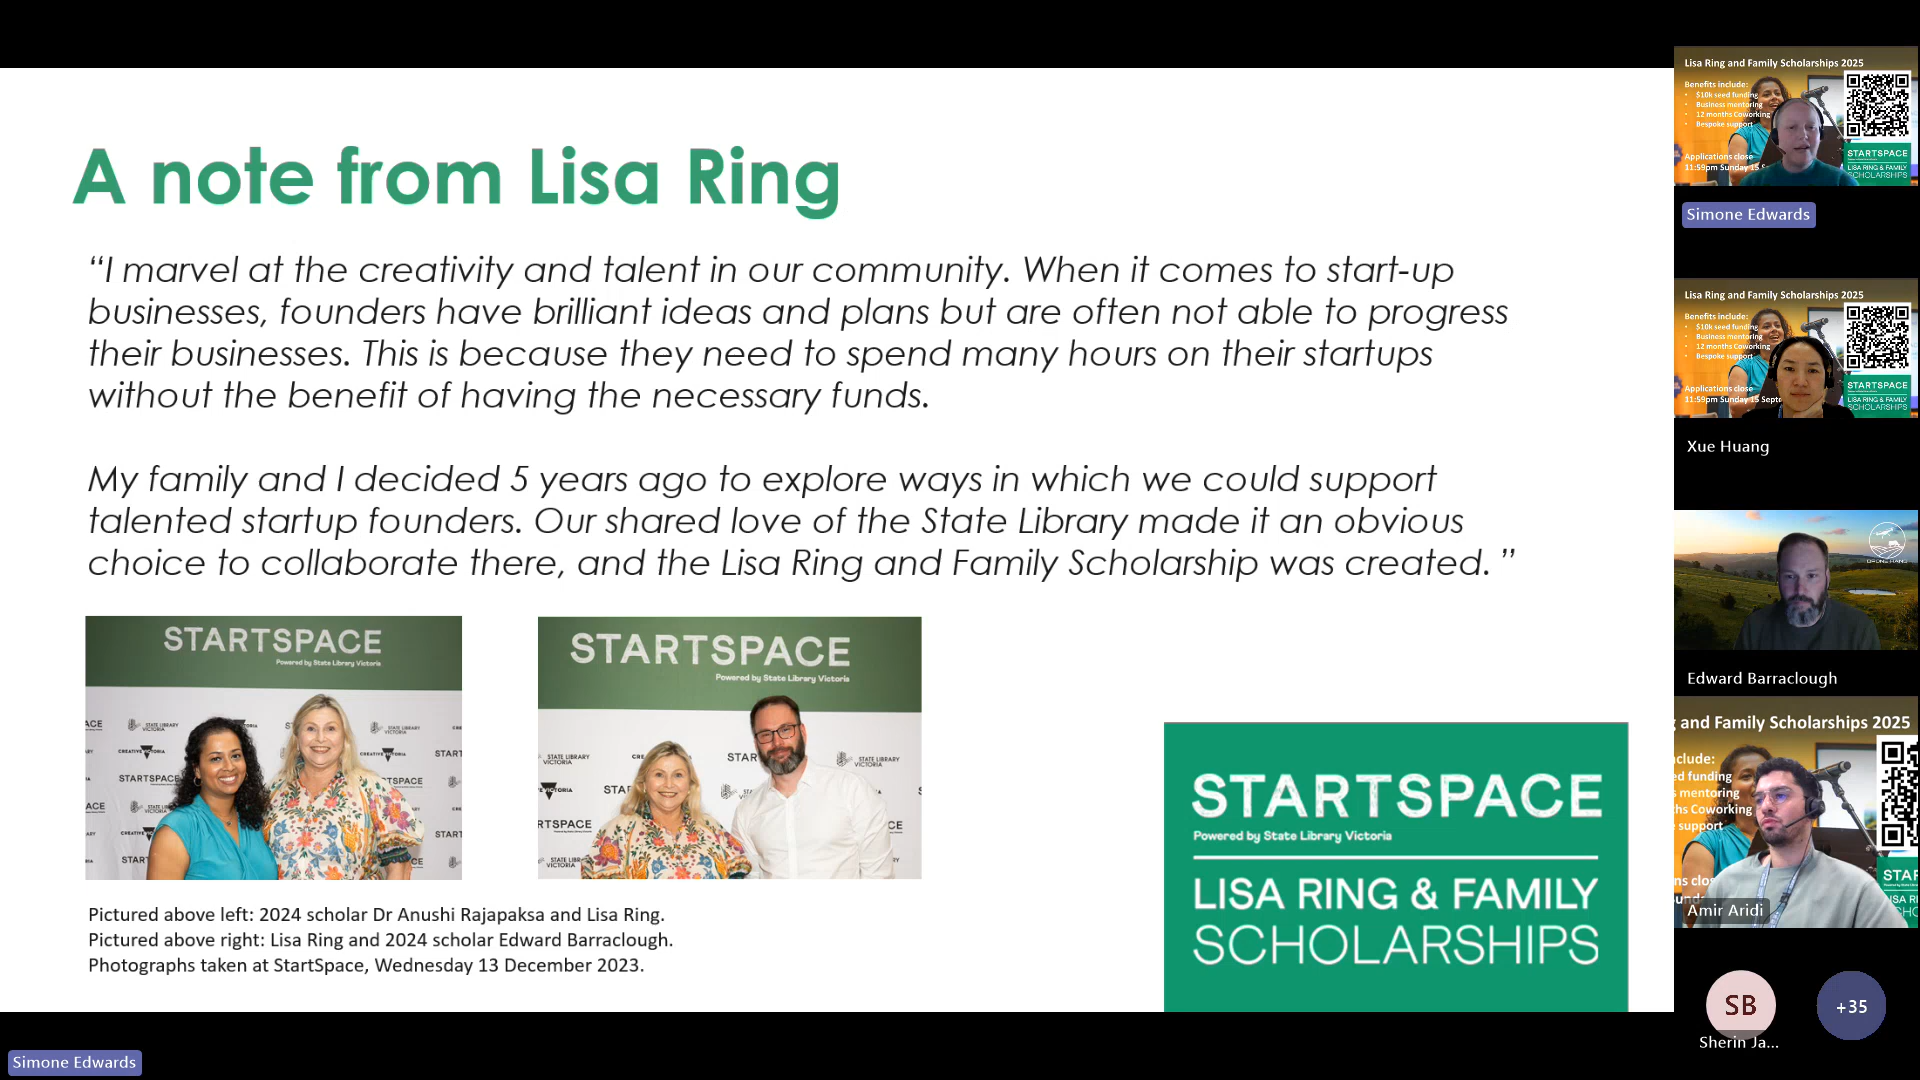 A note from Lisa Ring
“I marvel at the creativity and talent in our community. When it comes to start-up
businesses, founders have brilliant ideas and plans but are often not able to progress
their businesses. This is because they need to spend many hours on their startups
without the benefit of having the necessary funds.
My family and I decided 5 years ago to explore ways in which we could support
talented startup founders. Our shared love of the State Library made it an obvious
choice to collaborate there, and the Lisa Ring and Family Scholarship was created. ”
STARTSPACE
Powered by State Library Victoria
STATE LIBRARY
VICTORIA
CREATIVE VICTORIA
STARTSPACE
STARTSPACE
Powered by State Library Victoria
STATE LIBRARY
VICTORIA
Pictured above left: 2024 scholar Dr Anushi Rajapaksa and Lisa Ring.
Pictured above right: Lisa Ring and 2024 scholar Edward Barraclough.
Photographs taken at StartSpace, Wednesday 13 December 2023.
STARTSPACE
Powered by State Library Victoria
LISA RING & FAMILY
SCHOLARSHIPS
Simone Edwards
Lisa Ring and Family Scholarships 2025
Benefits include:
• $10k seed funding
• Business mentoring
• 12 months Coworking
• Bespoke support
Applications close
11:59pm Sunday 15 S
STARTSPACE
LISA RING & FAMILY
SCHOLARSHIPS
Simone Edwards
Lisa Ring and Family Scholarships 2025
Benefits include:
• $10k seed funding
• Business mentoring
• 12 months Coworking
• Bespoke support
Applications close
11:59pm Sunday 15 Septe
STARTSPACE
LISA RING & FAMILY
SCHOLARSHIPS
Xue Huang
Edward Barraclough
g and Family Scholarships 2025
clude:
ed funding
s mentoring
hs Coworking
support
ns clos
STAR
Amir Aridi
SB
+35
Sherin Ja...